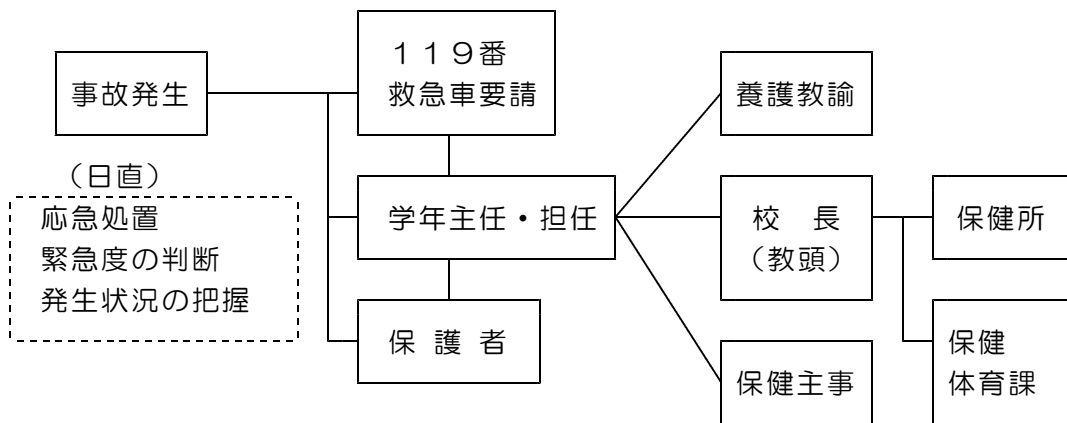 事故発生
(日直)
応急処置
緊急度の判断
発生状況の把握
119番
救急車要請
学年主任・担任
保護者
養護教諭
校長
(教頭)
保健主事
保健所
保健
体育課